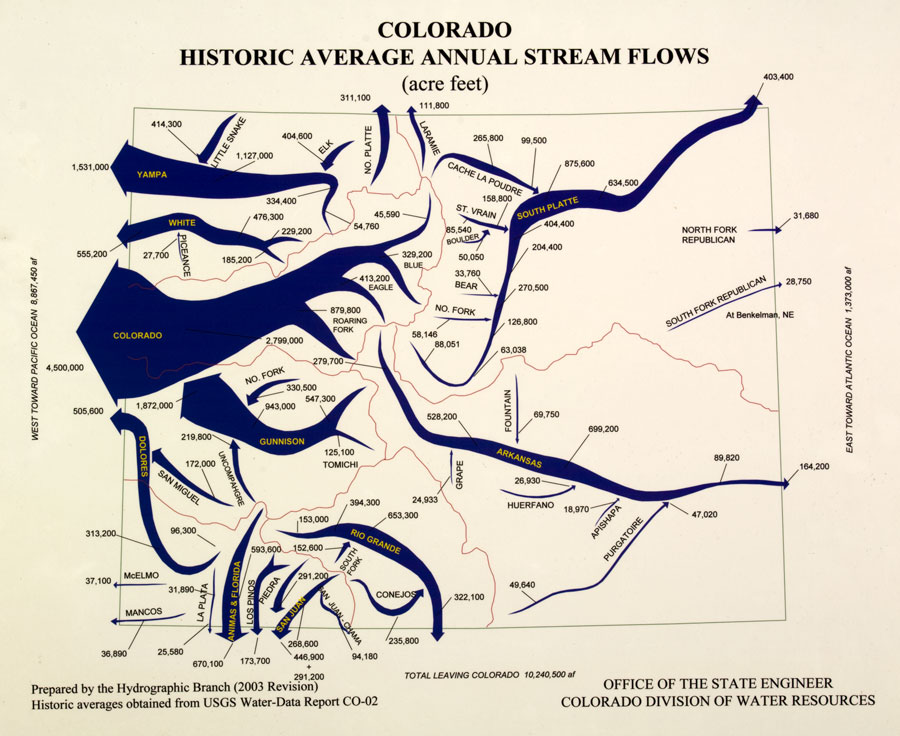 COLORADO
HISTORIC AVERAGE ANNUAL STREAM FLOWS
(acre feet)
403,400
311,100
111,800
414,300
LITTLE SNAKE
404,600
ELK
NO. PLATTE
LARAMIE
265,800
99,500
1,531,000
YAMPA
1,127,000
CACHE LA POUDRE
875,600
634,500
334,400
158,800
45,590
ST. VRAIN
SOUTH PLATTE
WHITE
476,300
54,760
85,540
BOULDER
404,400
31,680
NORTH FORK
REPUBLICAN
229,200
555,200
27,700
PICEANCE
185,200
329,200
BLUE
50,050
204,400
413,200
EAGLE
33,760
BEAR
270,500
28,750
SOUTH FORK REPUBLICAN
At Benkelman, NE
879,800
ROARING
FORK
NO. FORK
126,800
COLORADO
58,146
2,799,000
88,051
63,038
279,700
4,500,000
WEST TOWARD PACIFIC OCEAN 8,867,450 af
EAST TOWARD ATLANTIC OCEAN 1,373,000 af
NO. FORK
330,500
547,300
1,872,000
943,000
505,600
FOUNTAIN
69,750
528,200
699,200
219,800
GUNNISON
DOLORES
125,100
TOMICHI
ARKANSAS
89,820
164,200
172,000
UNCOMPAHGRE
SAN MIGUEL
GRAPE
26,930
HUERFANO
24,933
18,970
APISHAPA
47,020
PURGATOIRE
394,300
153,000
653,300
313,200
96,300
593,600
152,600
RIO GRANDE
SOUTH
FORK
37,100
McELMO
31,890
LA PLATA
ANIMAS & FLORIDA
LOS PINOS
PIEDRA
291,200
CONEJOS
322,100
49,640
MANCOS
SAN JUAN
AN JUAN - CHAMA
36,890
25,580
670,100
173,700
268,600
446,900
+
291,200
94,180
235,800
TOTAL LEAVING COLORADO 10,240,500 af
Prepared by the Hydrographic Branch (2003 Revision)
Historic averages obtained from USGS Water-Data Report CO-02
OFFICE OF THE STATE ENGINEER
COLORADO DIVISION OF WATER RESOURCES